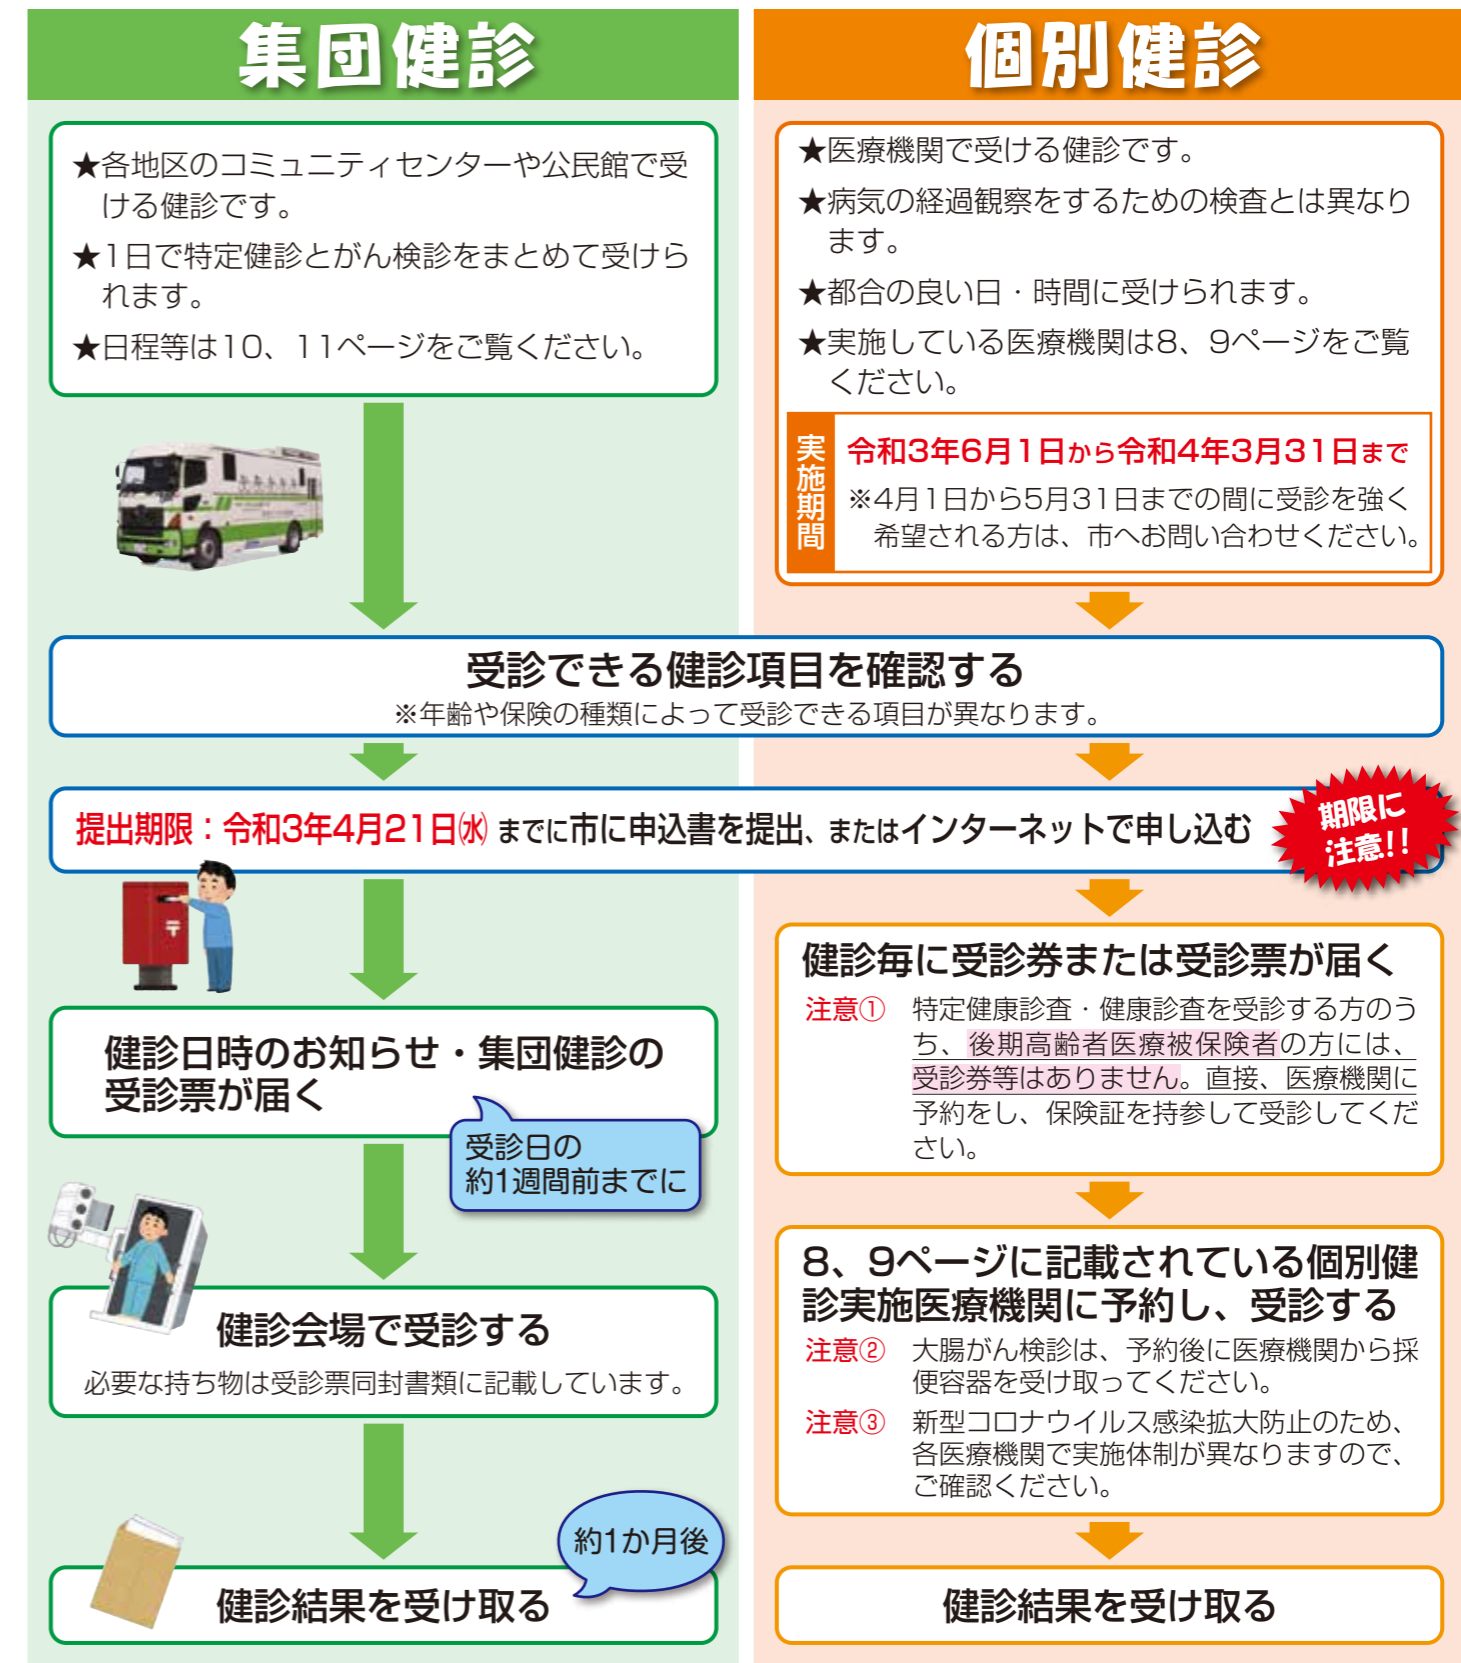 集団健診
★各地区のコミュニティセンターや公民館で受
ける健診です。
★1日で特定健診とがん検診をまとめて受けら
れます。
★日程等は10、11ページをご覧ください。
個別健診
★医療機関で受ける健診です。
★病気の経過観察をするための検査とは異なり
ます。
★都合の良い日・時間に受けられます。
★実施している医療機関は8、9ページをご覧
ください。
実施期間
令和3年6月1日から令和4年3月31日まで
※4月1日から5月31日までの間に受診を強く
希望される方は、市へお問い合わせください。
受診できる健診項目を確認する
※年齢や保険の種類によって受診できる項目が異なります。
提出期限：令和3年4月21日㈬ までに市に申込書を提出、またはインターネットで申し込む
期限に
注意!!
健診日時のお知らせ・集団健診の
受診票が届く
受診日の
約1週間前までに
健診会場で受診する
必要な持ち物は受診票同封書類に記載しています。
約1か月後
健診結果を受け取る
健診毎に受診券または受診票が届く
注意① 特定健康診査・健康診査を受診する方のう
ち、後期高齢者医療被保険者の方には、
受診券等はありません。直接、医療機関に
予約をし、保険証を持参して受診してくだ
さい。
8、9ページに記載されている個別健
診実施医療機関に予約し、受診する
注意② 大腸がん検診は、予約後に医療機関から採
便容器を受け取ってください。
注意③ 新型コロナウイルス感染拡大防止のため、
各医療機関で実施体制が異なりますので、
ご確認ください。
健診結果を受け取る